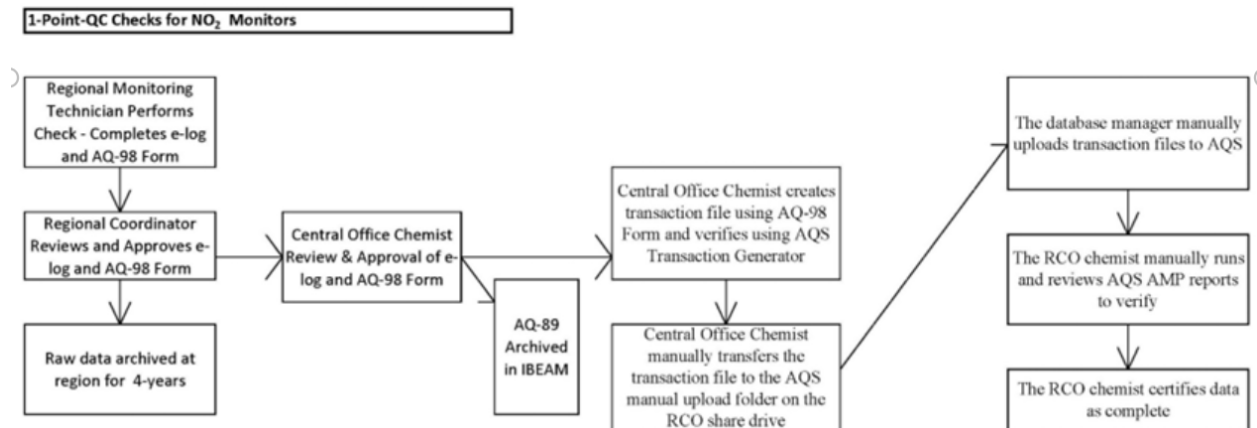 1-Point-QC Checks for NO₂ Monitors
Regional Monitoring
Technician Performs
Check - Completes e-log
and AQ-98 Form
Regional Coordinator
Reviews and Approves e-
log and AQ-98 Form
Raw data archived at
region for 4-years
Central Office Chemist
Review & Approval of e-
log and AQ-98 Form
AQ-89
Archived
in IBEAM
Central Office Chemist creates
transaction file using AQ-98
Form and verifies using AQS
Transaction Generator
Central Office Chemist
manually transfers the
transaction file to the AQS
manual upload folder on the
RCO share drive
The database manager manually
uploads transaction files to AQS
The RCO chemist manually runs
and reviews AQS AMP reports
to verify
The RCO chemist certifies data
as complete